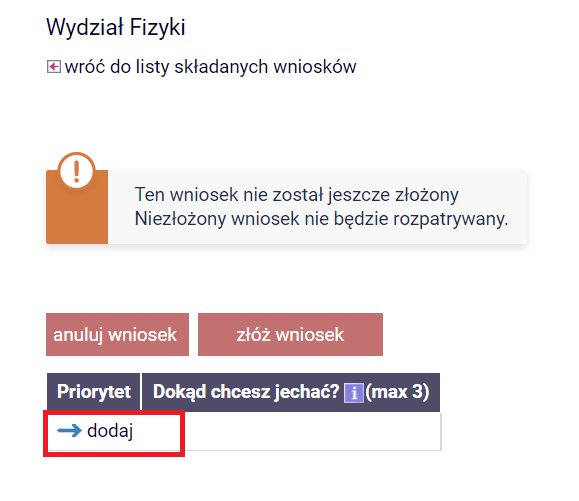 Wydział Fizyki
wróć do listy składanych wniosków
Ten wniosek nie został jeszcze złożony
Niezłożony wniosek nie będzie rozpatrywany.
anuluj wniosek złóż wniosek
Priorytet Dokąd chcesz jechać? i (max 3)
dodaj